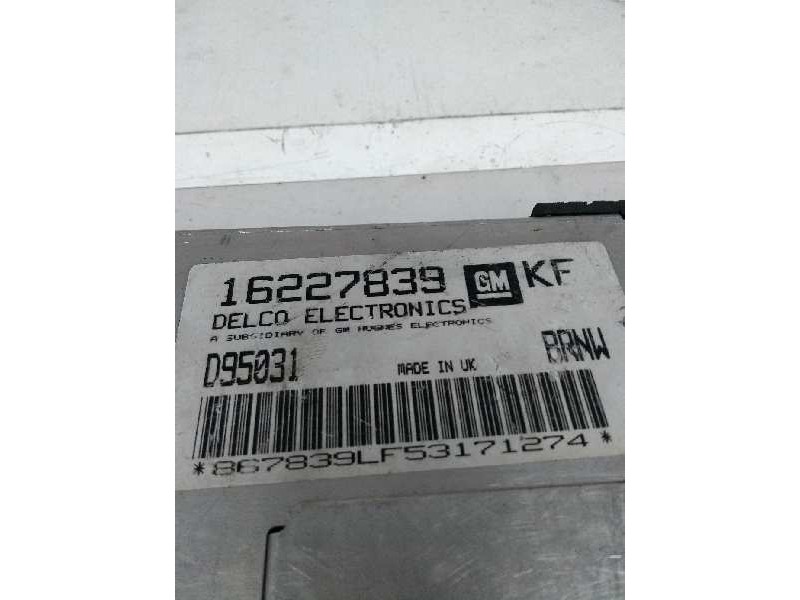 16227839 GM KF
DELCO ELECTRONICS
A SUBSIDIARY OF GM HUGHES ELECTRONICS
D95031 MADE IN UK BRNW
*867839LF53171274*